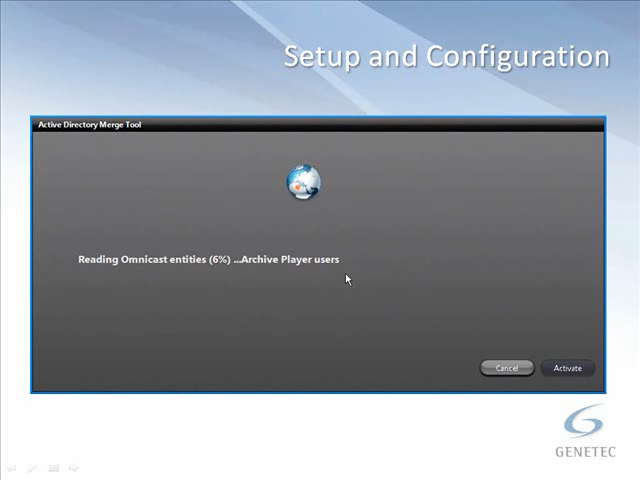 Setup and Configuration
Active Directory Merge Tool
Reading Omnicast entities (6%) ...Archive Player users
Cancel
Activate
GENETEC